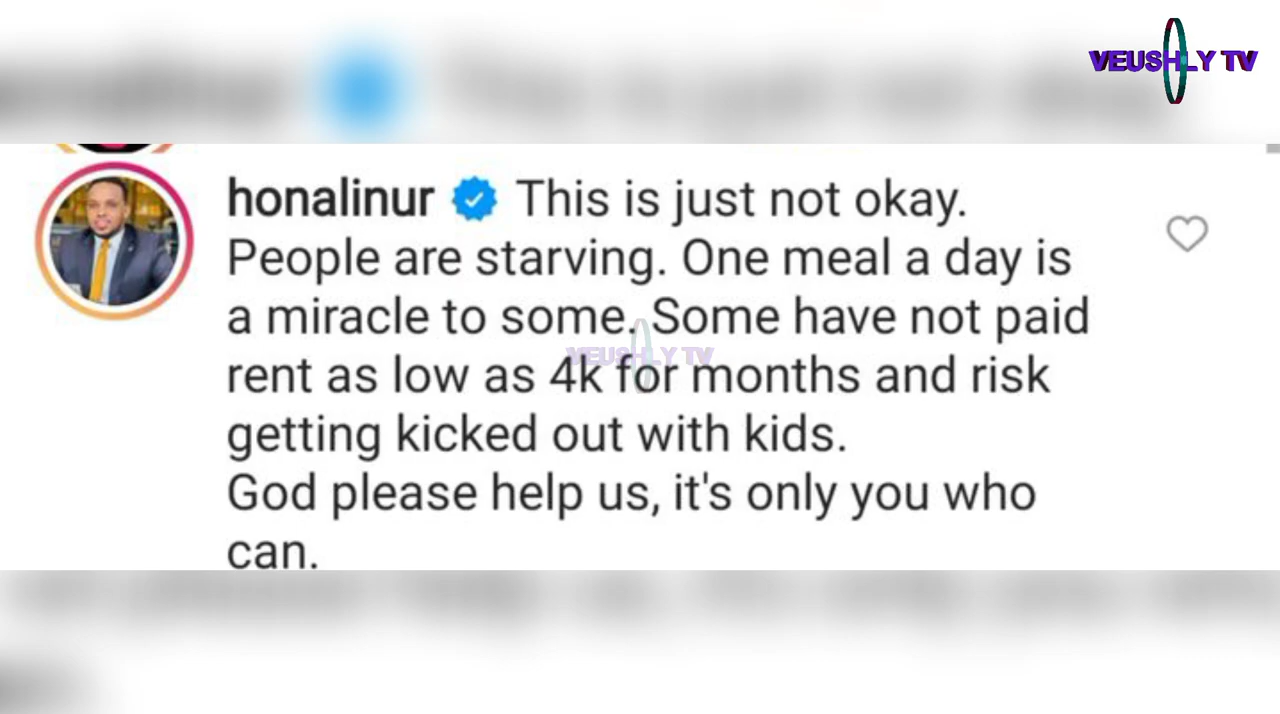 VEUSHLY TV
honalinur This is just not okay.
People are starving. One meal a day is
a miracle to some. Some have not paid
VEUSHLY TV
rent as low as 4k for months and risk
getting kicked out with kids.
God please help us, it's only you who
can.